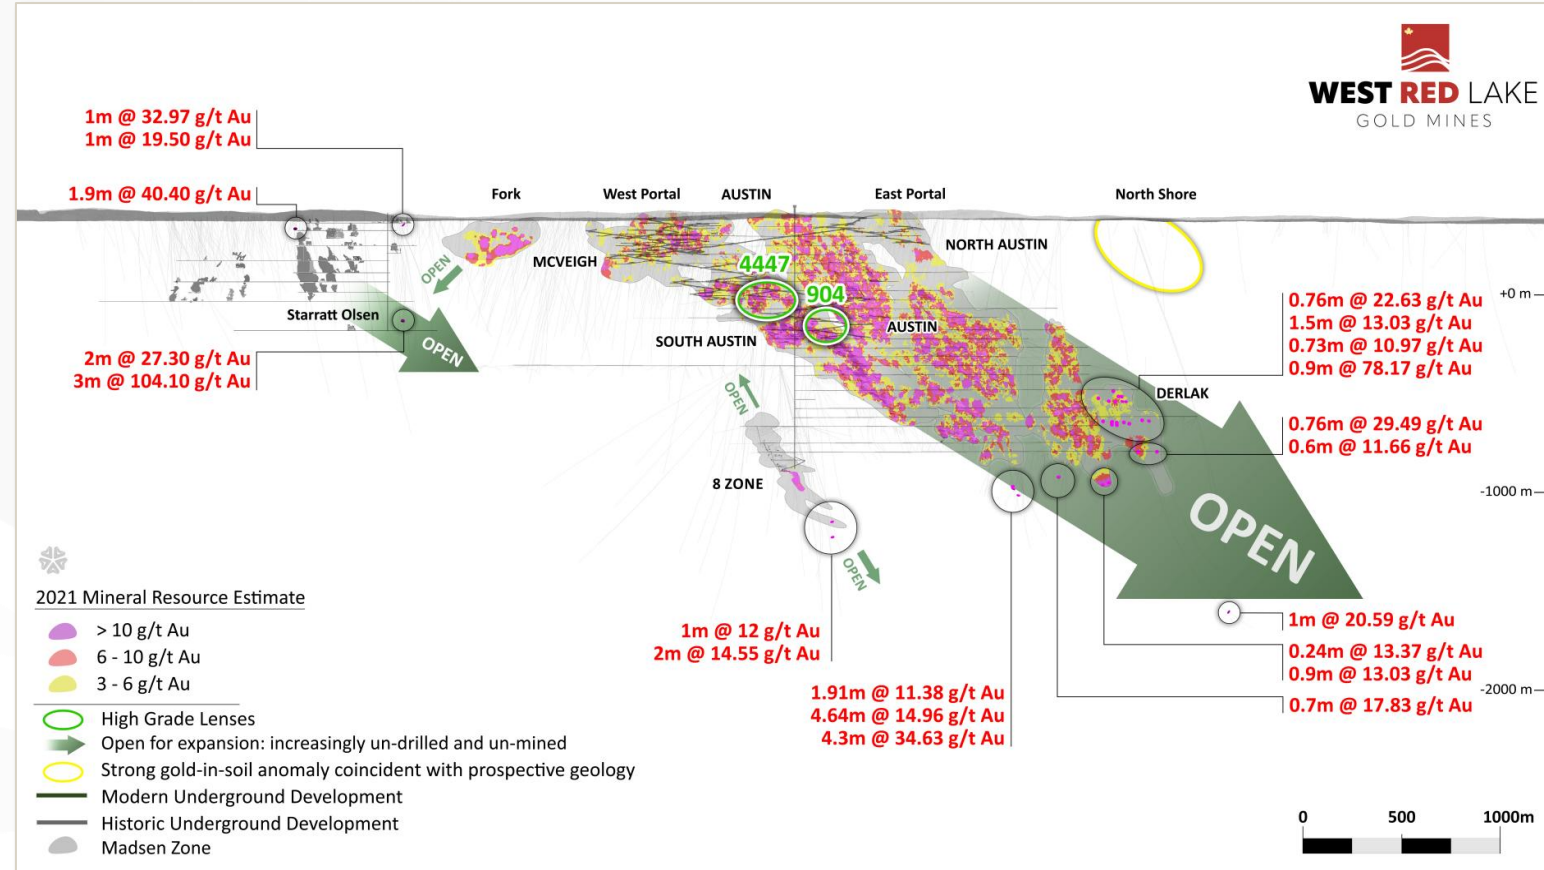 WEST RED LAKE
GOLD MINES
1m @ 32.97 g/t Au
1m @ 19.50 g/t Au
1.9m @ 40.40 g/t Au
Fork
West Portal
AUSTIN
East Portal
North Shore
MCVEIGH
NORTH AUSTIN
OPEN
4447
904
+0 m
Starratt Olsen
OPEN
SOUTH AUSTIN
AUSTIN
0.76m @ 22.63 g/t Au
1.5m @ 13.03 g/t Au
0.73m @ 10.97 g/t Au
0.9m @ 78.17 g/t Au
2m @ 27.30 g/t Au
3m @ 104.10 g/t Au
OPEN
DERLAK
0.76m @ 29.49 g/t Au
0.6m @ 11.66 g/t Au
8 ZONE
-1000 m
OPEN
OPEN
1m @ 12 g/t Au
2m @ 14.55 g/t Au
1.91m @ 11.38 g/t Au
4.64m @ 14.96 g/t Au
4.3m @ 34.63 g/t Au
1m @ 20.59 g/t Au
0.24m @ 13.37 g/t Au
0.9m @ 13.03 g/t Au
0.7m @ 17.83 g/t Au
-2000 m
2021 Mineral Resource Estimate
> 10 g/t Au
6 - 10 g/t Au
3 - 6 g/t Au
High Grade Lenses
Open for expansion: increasingly un-drilled and un-mined
Strong gold-in-soil anomaly coincident with prospective geology
Modern Underground Development
Historic Underground Development
Madsen Zone
0 500 1000m